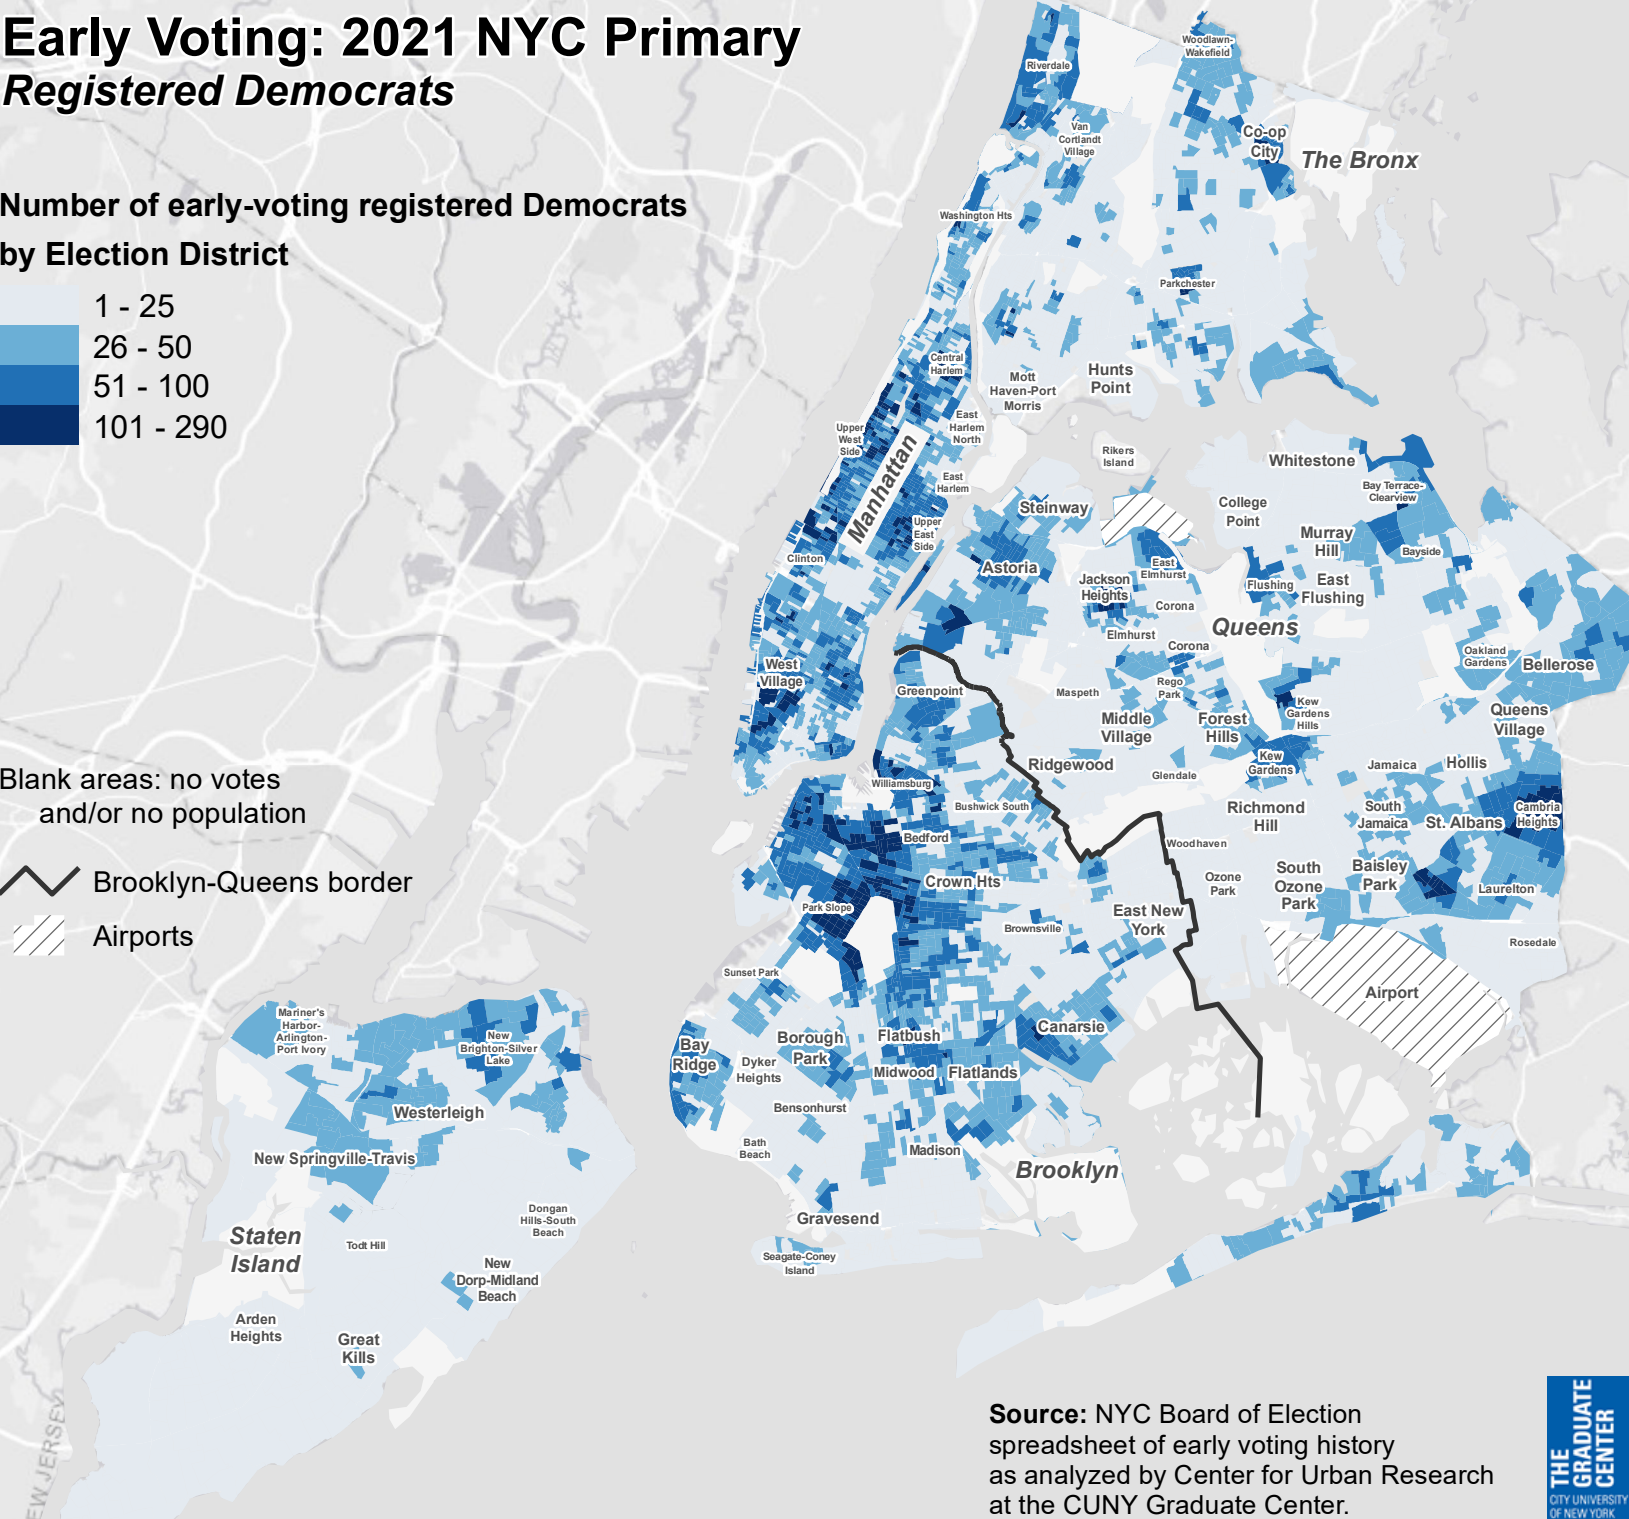 Early Voting: 2021 NYC Primary
Registered Democrats
Number of early-voting registered Democrats
by Election District
1 - 25
26 - 50
51 - 100
101 - 290
Blank areas: no votes
and/or no population
Brooklyn-Queens border
Airports
Woodlawn-
Wakefield
Riverdale
Van
Cortlandt
Village
Co-op
City
The Bronx
Washington Hts
Parkchester
Central
Harlem
Mott
Haven-Port
Morris
Hunts
Point
East
Harlem
North
Upper
West
Side
Manhattan
East
Harlem
Upper
East
Side
Clinton
West
Village
Rikers
Island
Whitestone
Bay Terrace-
Clearview
Steinway
College
Point
Murray
Hill
Bayside
Astoria
East
Elmhurst
Jackson
Heights
Flushing
East
Flushing
Corona
Queens
Elmhurst
Corona
Oakland
Gardens
Bellerose
Greenpoint
Maspeth
Rego
Park
Kew
Gardens
Hills
Middle
Village
Forest
Hills
Queens
Village
Ridgewood
Glendale
Kew
Gardens
Jamaica
Hollis
Williamsburg
Bushwick South
Richmond
Hill
South
Jamaica
St. Albans
Cambria
Heights
Bedford
Woodhaven
Crown Hts
Ozone
Park
South
Ozone
Park
Baisley
Park
Laurelton
Park Slope
East New
York
Brownsville
Rosedale
Sunset Park
Airport
Mariner's
Harbor-
Arlington-
Port Ivory
New
Brighton-Silver
Lake
Bay
Ridge
Borough
Park
Flatbush
Canarsie
Dyker
Heights
Midwood
Flatlands
Westerleigh
Bensonhurst
New Springville-Travis
Bath
Beach
Madison
Brooklyn
Staten
Island
Todt Hill
Dongan
Hills-South
Beach
Gravesend
Seagate-Coney
Island
New
Dorp-Midland
Beach
Arden
Heights
Great
Kills
EW JERSEY
Source: NYC Board of Election
spreadsheet of early voting history
as analyzed by Center for Urban Research
at the CUNY Graduate Center.
THE
GRADUATE
CENTER
CITY UNIVERSITY
OF NEW YORK